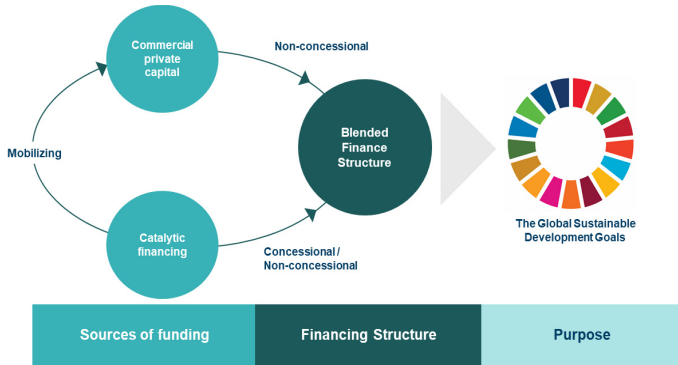 Commercial
private
capital
Non-concessional
Blended
Finance
Structure
Mobilizing
Catalytic
financing
Concessional /
Non-concessional
The Global Sustainable
Development Goals
Sources of funding
Financing Structure
Purpose